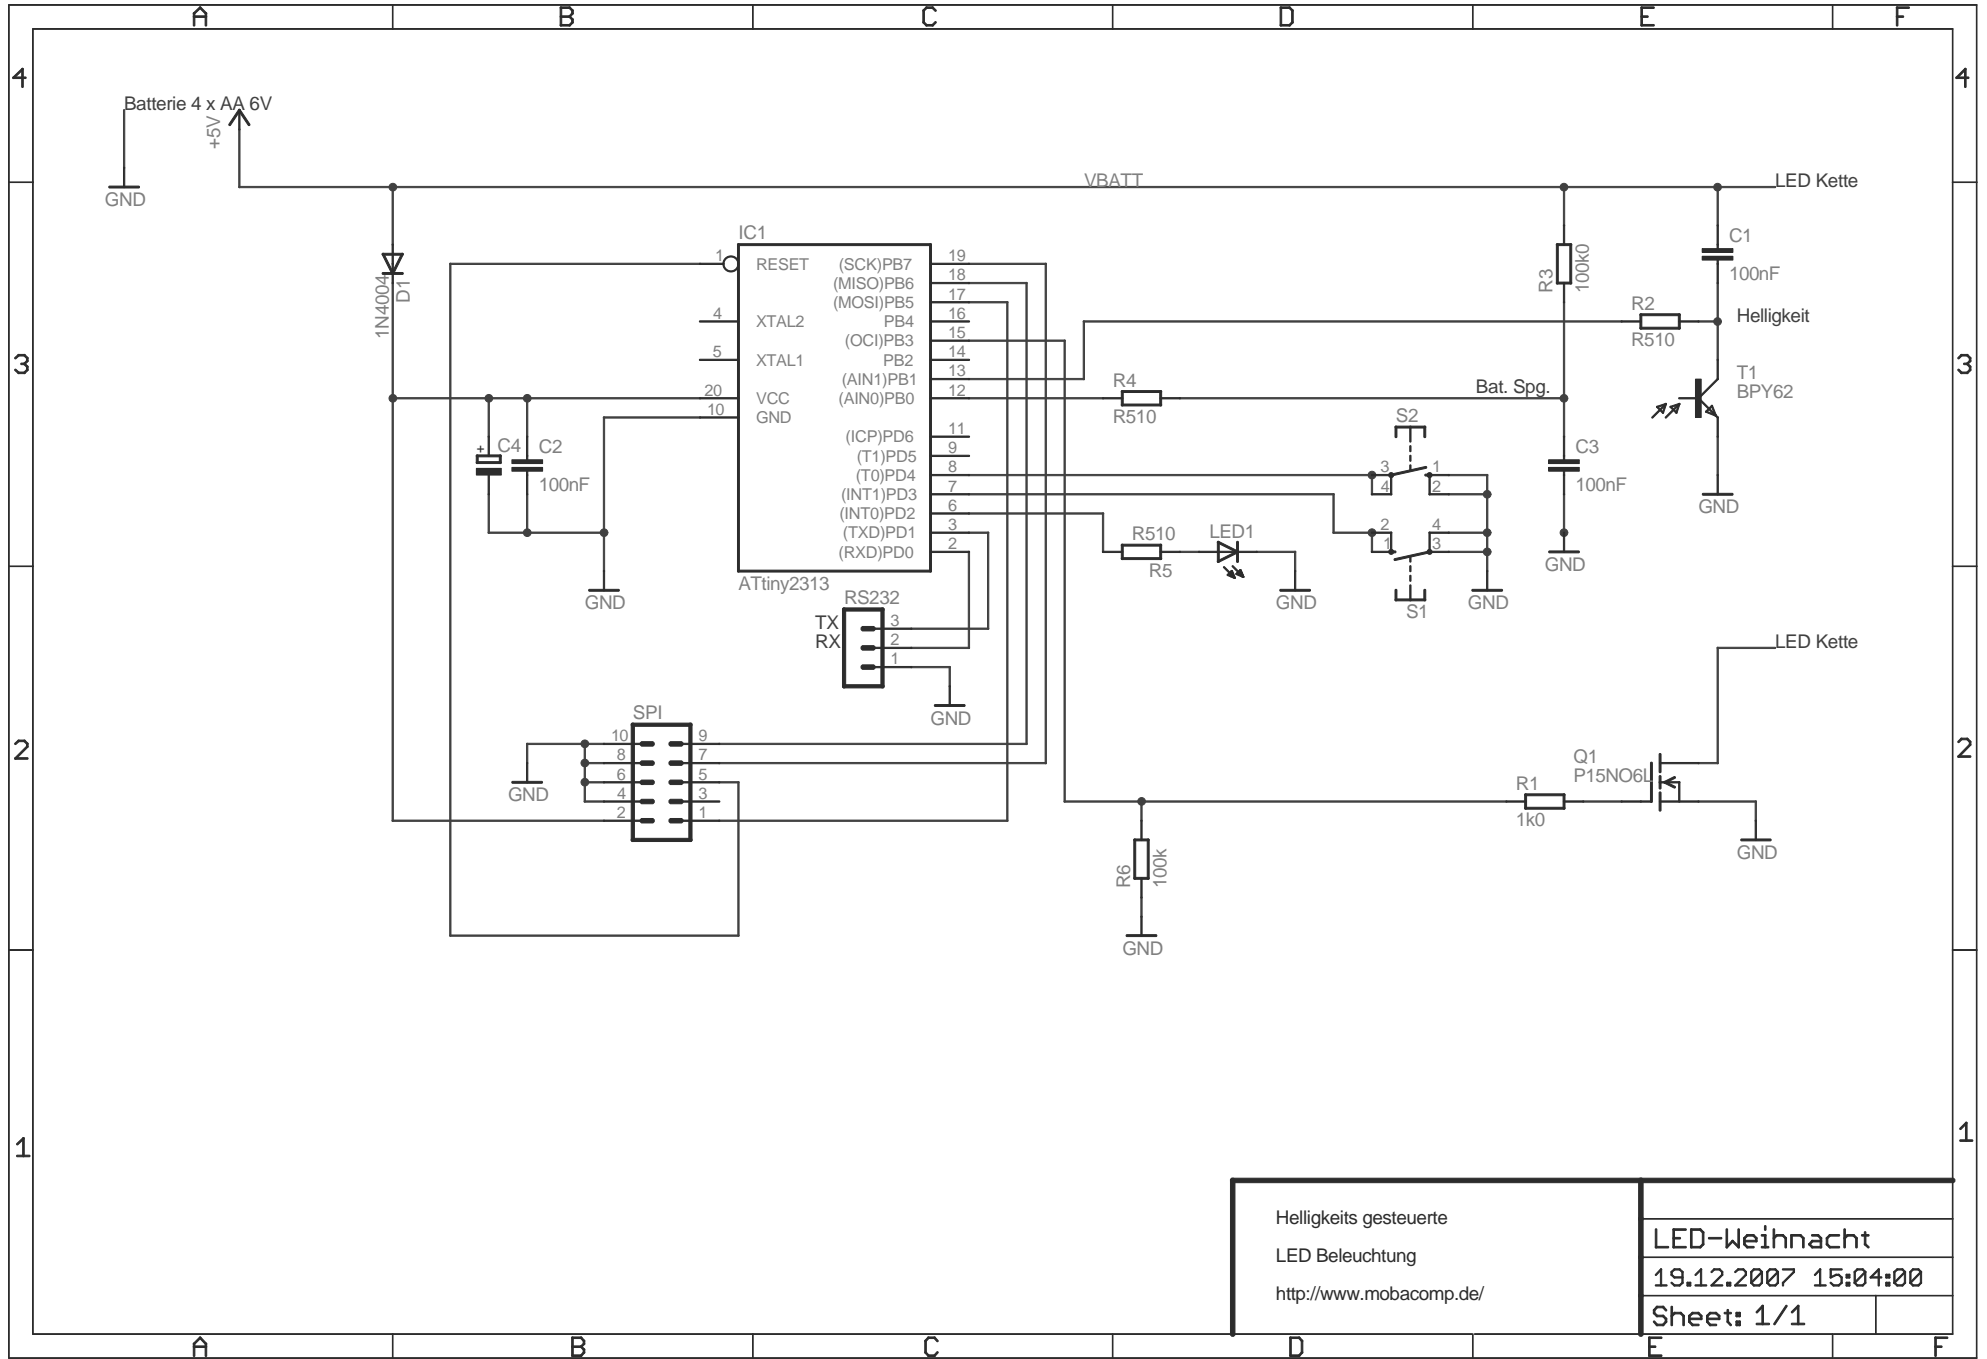 A B C D E F
4 4
Batterie 4 x AA 6V
+5V
GND
VBATT
LED Kette
IC1
1 RESET
4 XTAL2
5 XTAL1
20 VCC
10 GND
(SCK)PB7 19
(MISO)PB6 18
(MOSI)PB5 17
PB4 16
(OCI)PB3 15
PB2 14
(AIN1)PB1 13
(AIN0)PB0 12
(ICP)PD6 11
(T1)PD5 9
(T0)PD4 8
(INT1)PD3 7
(INT0)PD2 6
(TXD)PD1 3
(RXD)PD0 2
ATtiny2313
1N4004
D1
R3
100k0
C1
100nF
R2
R510
Helligkeit
T1
BPY62
GND
3 3
R4
R510
Bat. Spg.
C3
100nF
GND
+
C4
C2
100nF
GND
S2
3 1
4 2
2 4
1 3
S1
GND
R510
R5
LED1
GND
RS232
TX 3
RX 2
1
GND
LED Kette
SPI
10 9
8 7
6 5
4 3
2 1
GND
2 2
Q1
P15NO6L
R1
1k0
GND
R6
100k
GND
1 1
Helligkeits gesteuerte
LED Beleuchtung
http://www.mobacomp.de/
LED-Weihnacht
19.12.2007 15:04:00
Sheet: 1/1
A B C D E F